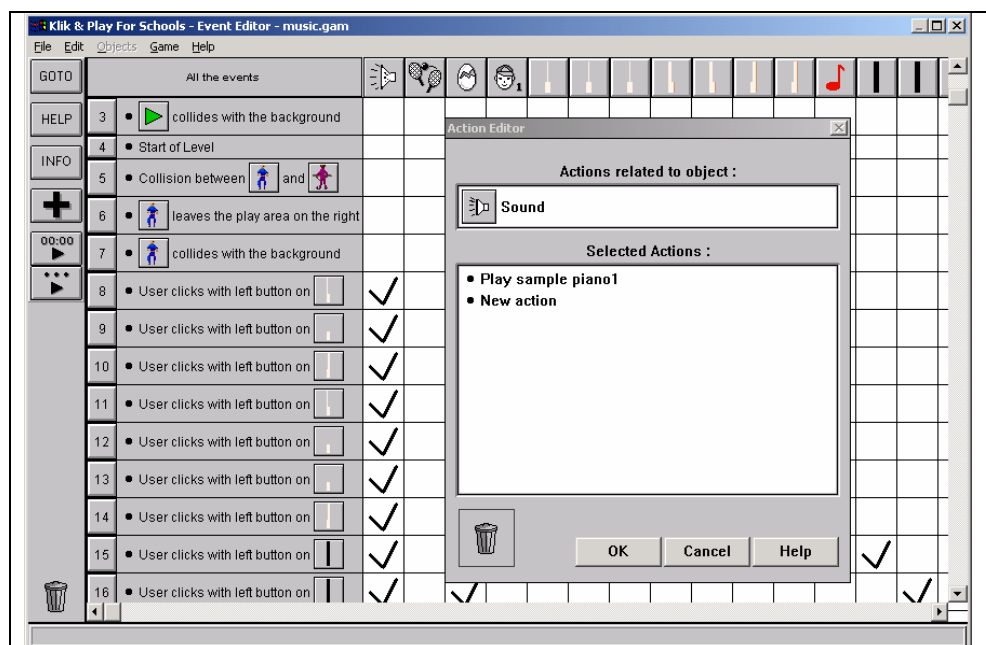 Klik & Play For Schools - Event Editor - music.gam
File Edit Objects Game Help
GOTO
All the events
1
HELP
3 • collides with the background
4 • Start of Level
INFO
5 • Collision between and
6 • leaves the play area on the right
00:00
7 • collides with the background
8 • User clicks with left button on
9 • User clicks with left button on
10 • User clicks with left button on
11 • User clicks with left button on
12 • User clicks with left button on
13 • User clicks with left button on
14 • User clicks with left button on
15 • User clicks with left button on
16 • User clicks with left button on
Action Editor
Actions related to object :
Sound
Selected Actions :
• Play sample piano1
• New action
OK Cancel Help